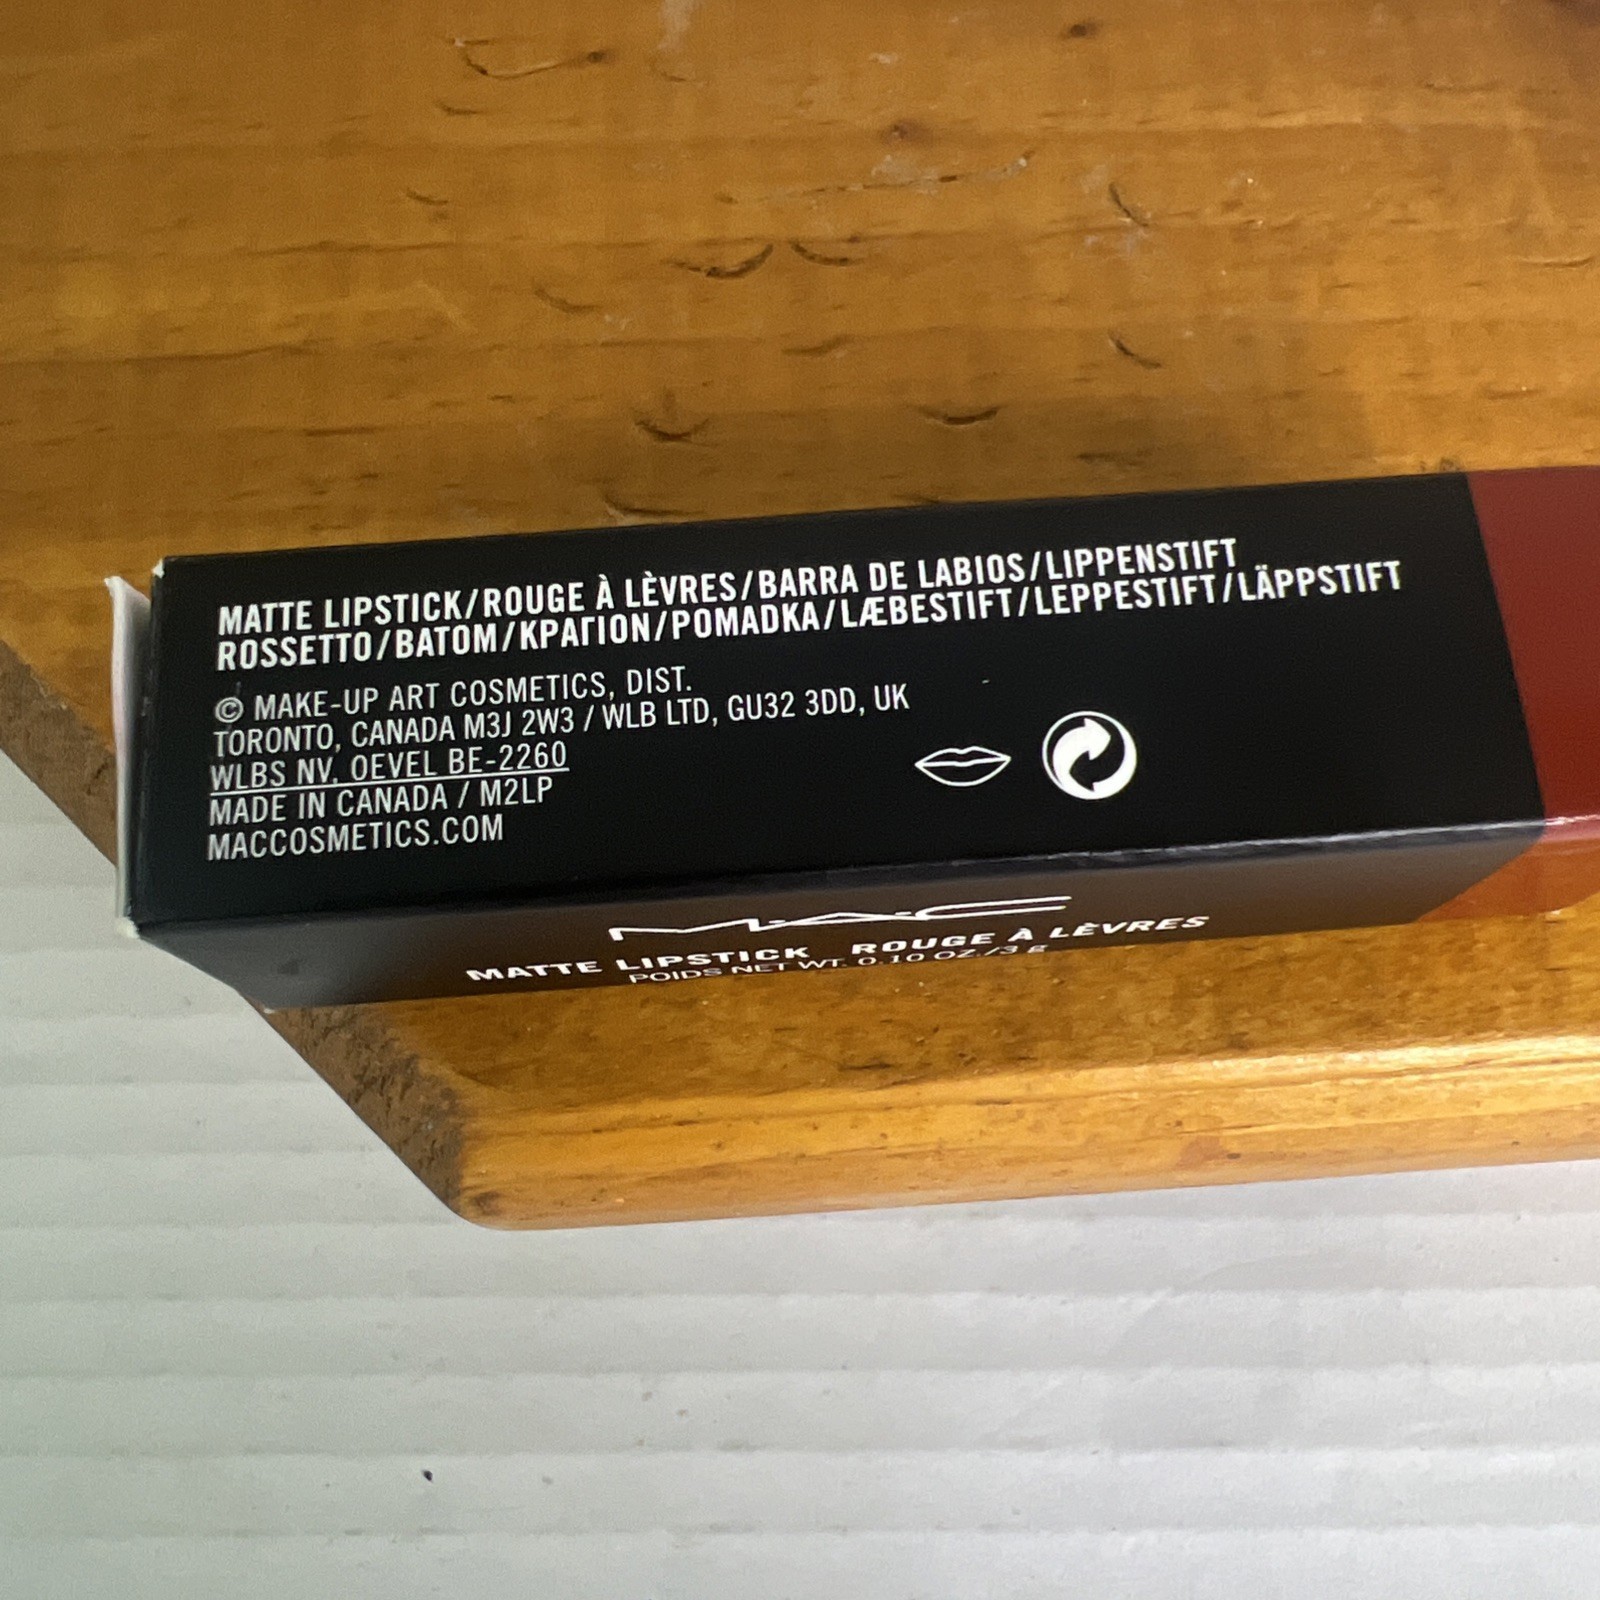 MATTE LIPSTICK/ROUGE À LÈVRES/BARRA DE LABIOS/LIPPENSTIFT
ROSSETTO/BATOM/ΚΡΑΓΙΟΝ/POMADKA/LÆBESTIFT/LEPPESTIFT/LÄPPSTIFT
© MAKE-UP ART COSMETICS, DIST.
TORONTO, CANADA M3J 2W3 / WLB LTD, GU32 3DD, UK
WLBS NV. OEVEL BE-2260
MADE IN CANADA / M2LP
MACCOSMETICS.COM
M·A·C
MATTE LIPSTICK ROUGE À LÈVRES
POIDS NET WT. 0.10 OZ./3 g